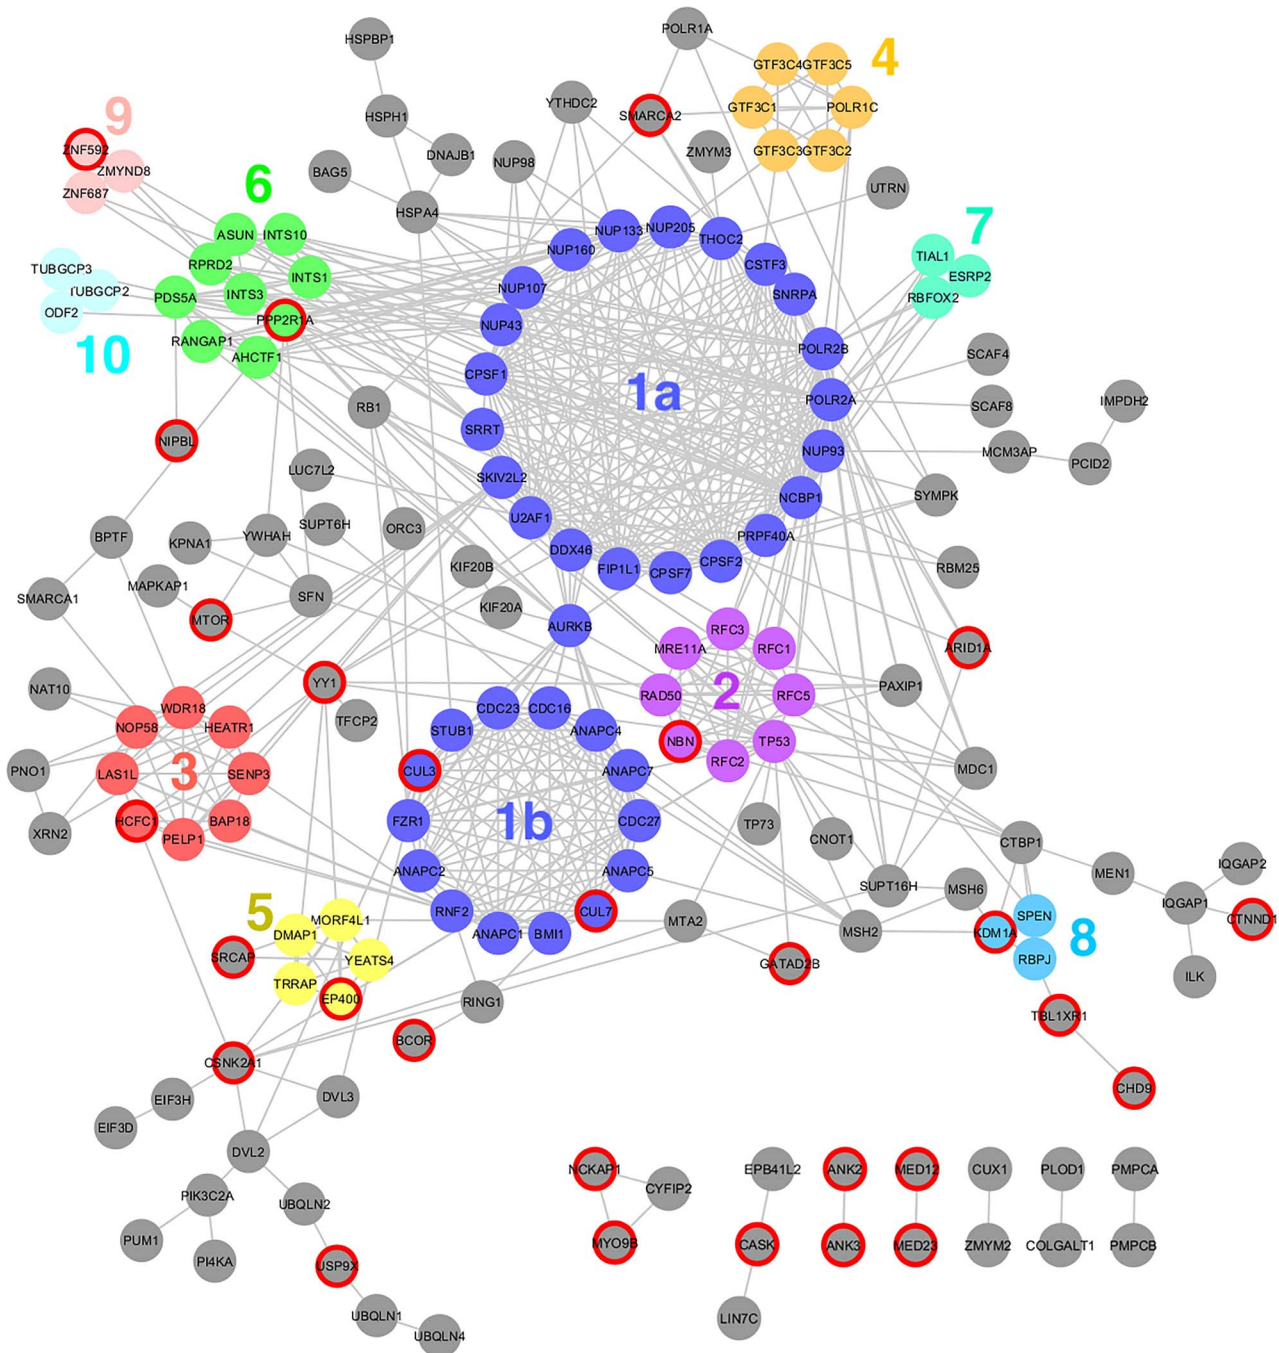 HSPBP1
POLR1A
GTF3C4
GTF3C5
4
9
YTHDC2
SMARCA2
GTF3C1
POLR1C
HSPH1
ZNF592
ZMYND8
ZNF687
DNAJB1
BAG5
NUP98
ZMYM3
GTF3C3
GTF3C2
6
UTRN
HSPA4
7
ASUN
INTS10
NUP133
NUP205
THOC2
NUP160
TIAL1
RPRD2
CSTF3
ESRP2
TUBGCP3
INTS1
TUBGCP2
PDS5A
INTS3
NUP107
SNRPA
RBFOX2
ODF2
PPP2R1A
NUP43
RANGAP1
AHCTF1
10
POLR2B
SCAF4
CPSF1
1a
POLR2A
RB1
SCAF8
IMPDH2
SRRT
NIPBL
NUP93
MCM3AP
PCID2
LUC7L2
SKIV2L2
NCBP1
SYMPK
U2AF1
SUPT6H
ORC3
BPTF
KPNA1
YWHAH
PRPF40A
DDX46
CPSF2
FIP1L1
CPSF7
KIF20B
RBM25
MAPKAP1
SFN
SMARCA1
KIF20A
MTOR
AURKB
RFC3
MRE11A
RFC1
ARID1A
NAT10
YY1
RAD50
2
RFC5
PAXIP1
WDR18
TFCP2
CDC23
CDC16
NOP58
HEATR1
STUB1
ANAPC4
NBN
TP53
RFC2
PNO1
LAS1L
3
SENP3
CUL3
ANAPC7
MDC1
XRN2
HCFC1
PELP1
BAP18
FZR1
1b
CDC27
TP73
CNOT1
CTBP1
ANAPC2
ANAPC5
MEN1
IQGAP2
SUPT16H
MSH6
5
MORF4L1
RNF2
CUL7
IQGAP1
CTNND1
DMAP1
ANAPC1
BMI1
MTA2
MSH2
KDM1A
SPEN
8
SRCAP
YEATS4
GATAD2B
RBPJ
ILK
TRRAP
EP400
RING1
TBL1XR1
BCOR
CSNK2A1
CHD9
EIF3H
DVL3
EIF3D
DVL2
NCKAP1
EPB41L2
ANK2
MED12
CUX1
PLOD1
PMPCA
PIK3C2A
UBQLN2
CYFIP2
PUM1
MYO9B
CASK
ANK3
MED23
ZMYM2
COLGALT1
PMPCB
PI4KA
USP9X
UBQLN1
LIN7C
UBQLN4